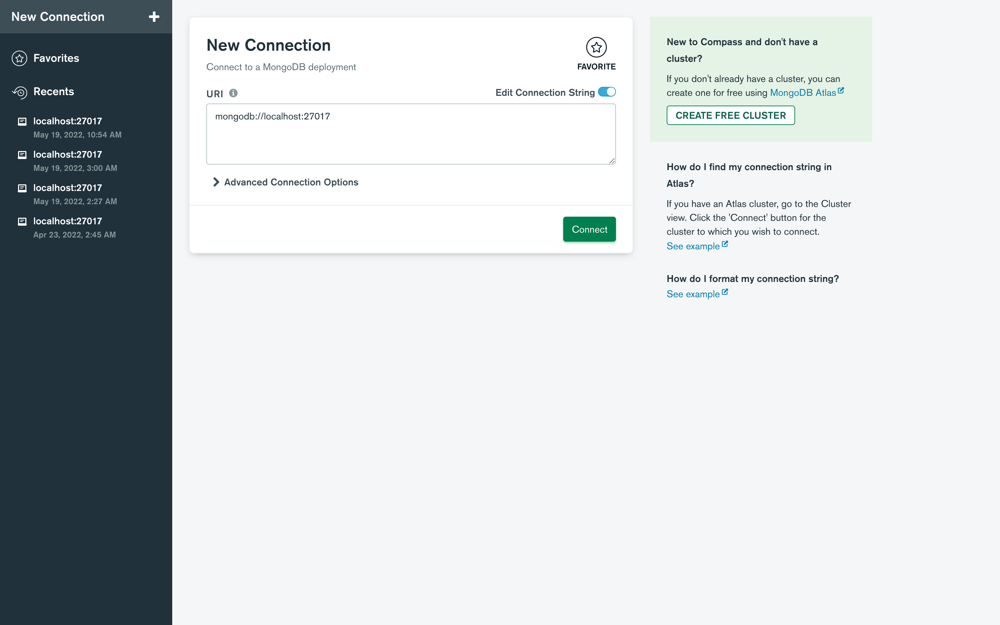 New Connection
Favorites
Recents
localhost:27017
May 19, 2022, 10:54 AM
localhost:27017
May 19, 2022, 3:00 AM
localhost:27017
May 19, 2022, 2:27 AM
localhost:27017
Apr 23, 2022, 2:45 AM
New Connection
Connect to a MongoDB deployment
FAVORITE
URI
Edit Connection String
mongodb://localhost:27017
Advanced Connection Options
Connect
New to Compass and don't have a
cluster?
If you don't already have a cluster, you can
create one for free using MongoDB Atlas
CREATE FREE CLUSTER
How do I find my connection string in
Atlas?
If you have an Atlas cluster, go to the Cluster
view. Click the 'Connect' button for the
cluster to which you wish to connect.
See example
How do I format my connection string?
See example